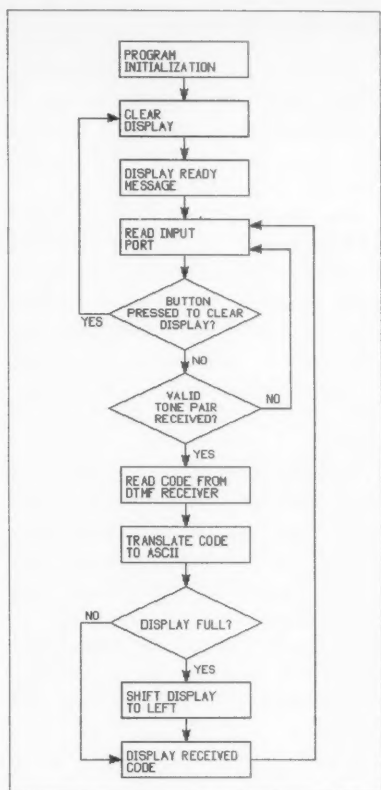 PROGRAM
INITIALIZATION
CLEAR
DISPLAY
DISPLAY READY
MESSAGE
READ INPUT
PORT
BUTTON
PRESSED TO CLEAR
DISPLAY?
YES
NO
VALID
TONE PAIR
RECEIVED?
NO
YES
READ CODE FROM
DTMF RECEIVER
TRANSLATE CODE
TO ASCII
NO
DISPLAY FULL?
YES
SHIFT DISPLAY
TO LEFT
DISPLAY RECEIVED
CODE